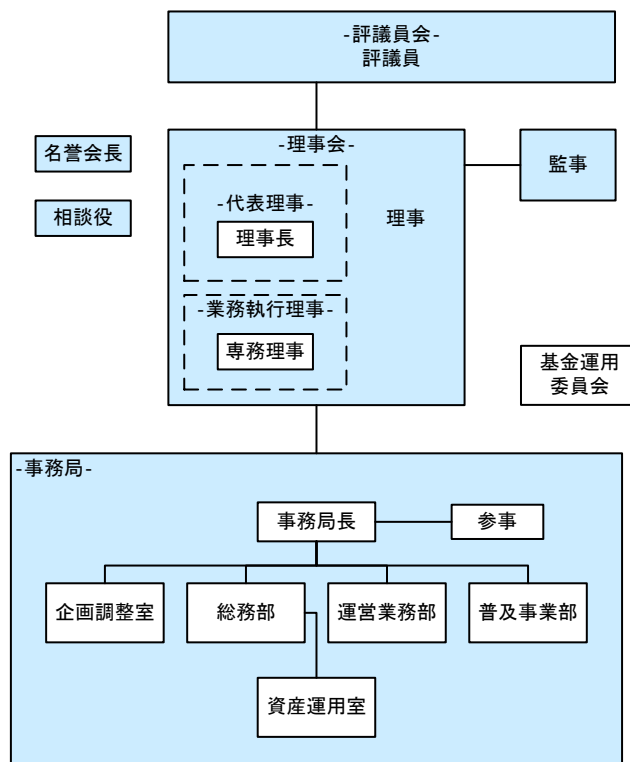 -評議員会-
評議員
-理事会-
名誉会長
監事
-代表理事-
相談役
理事
理事長
-業務執行理事-
専務理事
基金運用
委員会
-事務局-
事務局長
参事
企画調整室
総務部
運営業務部
普及事業部
資産運用室